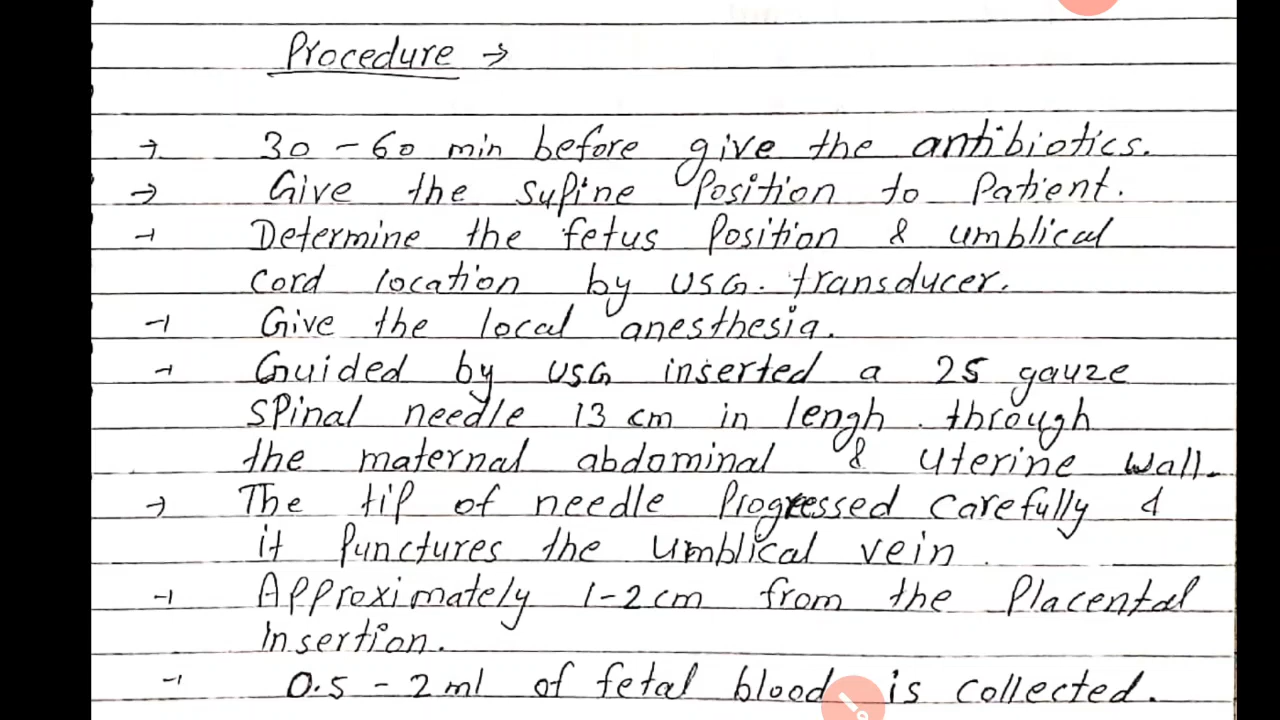 Procedure →
→ 30-60 min before give the antibiotics.
→ Give the supine Position to Patient.
→ Determine the fetus Position & umblical
cord location by USG. transducer.
→ Give the local anesthesia.
→ Guided by USG inserted a 25 gauze
spinal needle 13 cm in lengh. through
the maternal abdominal & uterine wall.
→ The tip of needle Progressed carefully &
it Punctures the umblical vein.
→ Approximately 1-2 cm from the Placental
Insertion.
→ 0.5 - 2 ml of fetal blood is collected.